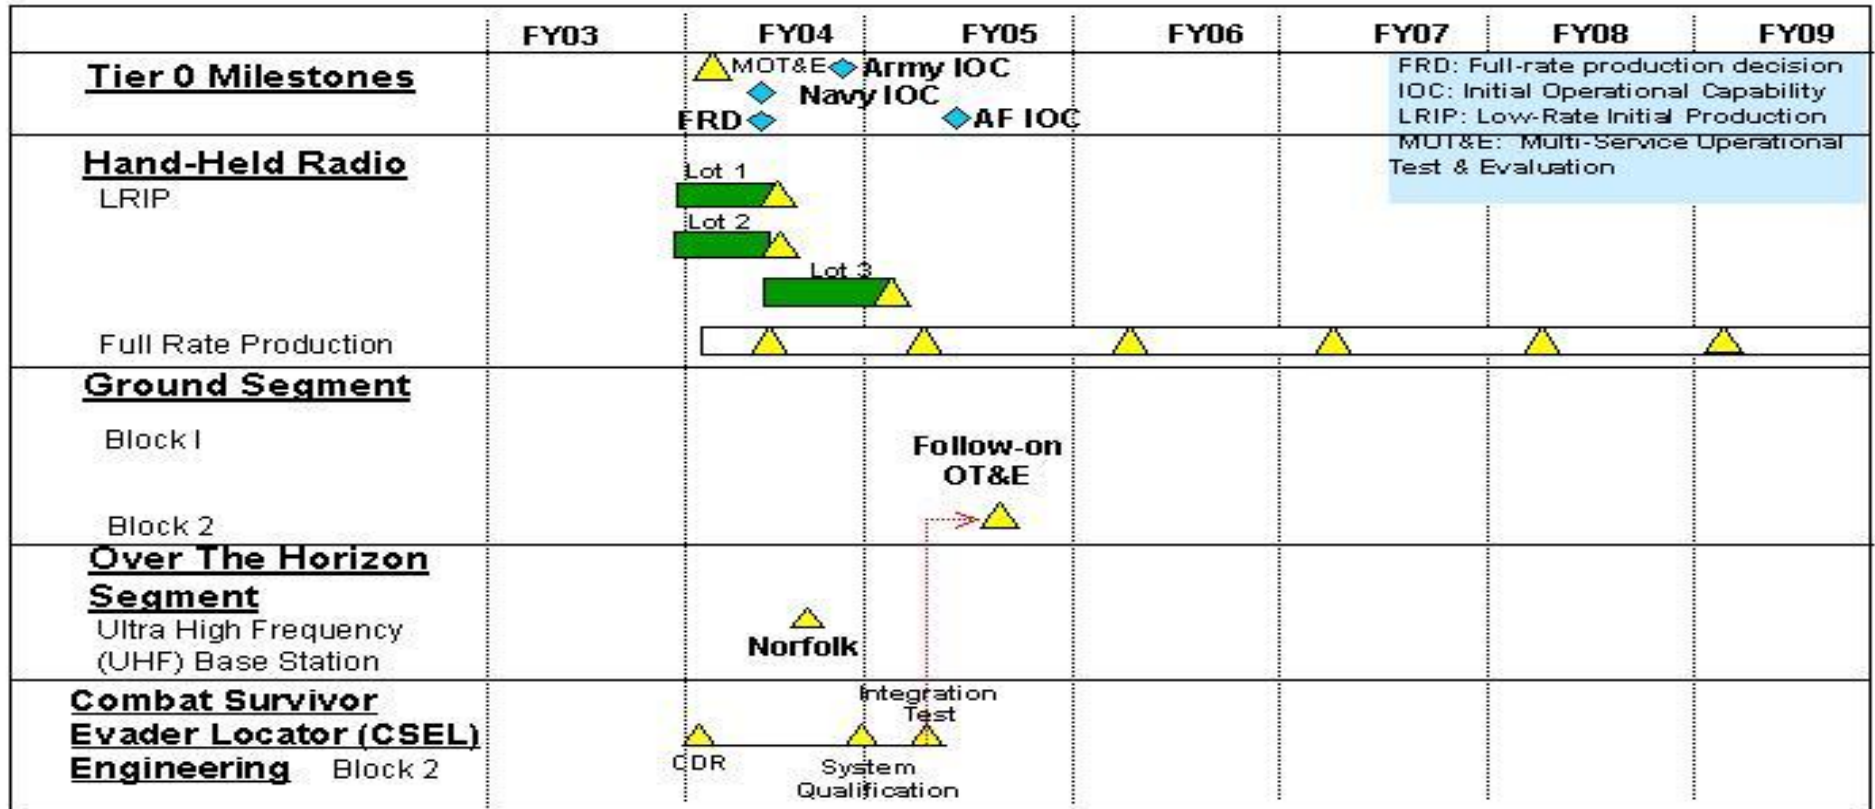 FY03 FY04 FY05 FY06 FY07 FY08 FY09
Tier 0 Milestones
MOT&E Army IOC
Navy IOC
FRD AF IOC
FRD: Full-rate production decision
IOC: Initial Operational Capability
LRIP: Low-Rate Initial Production
MOT&E: Multi-Service Operational
Test & Evaluation
Hand-Held Radio
LRIP
Lot 1
Lot 2
Lot 3
Full Rate Production
Ground Segment
Block I
Follow-on
OT&E
Block 2
Over The Horizon
Segment
Ultra High Frequency
(UHF) Base Station
Norfolk
Combat Survivor
Evader Locator (CSEL)
Engineering Block 2
Integration
Test
CDR
System
Qualification